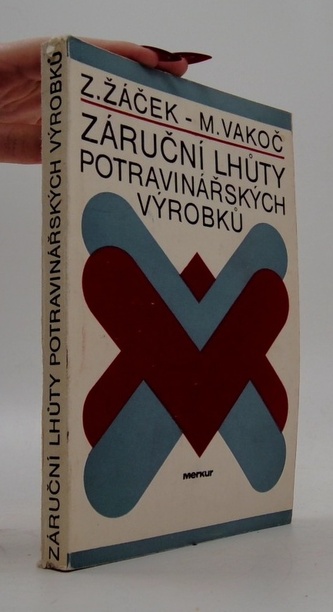 Z. ŽÁČEK - M. VAKOČ
ZÁRUČNÍ LHŮTY
POTRAVINÁŘSKÝCH
VÝROBKŮ
merkur
ZÁRUČNÍ LHŮTY POTRAVINÁŘSKÝCH VÝROBKŮ